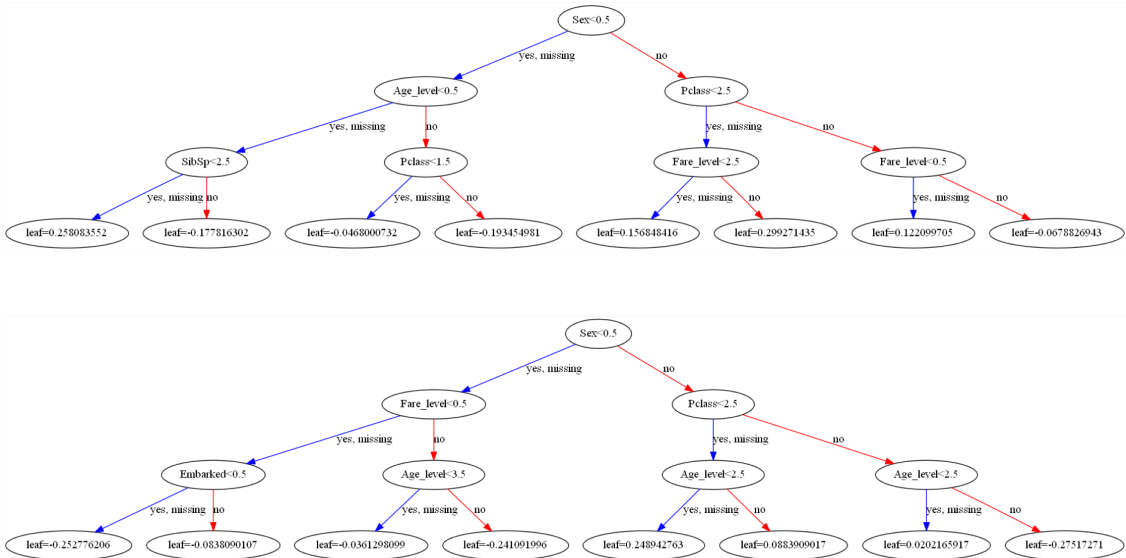 Sex<0.5
yes, missing no
Age_level<0.5 Pclass<2.5
yes, missing no yes, missing no
SibSp<2.5 Pclass<1.5 Fare_level<2.5 Fare_level<0.5
yes, missing no yes, missing no yes, missing no yes, missing no
leaf=0.258083552 leaf=-0.177816302 leaf=-0.0468000732 leaf=-0.193454981 leaf=0.156848416 leaf=0.299271435 leaf=0.122099705 leaf=-0.0678826943
Sex<0.5
yes, missing no
Fare_level<0.5 Pclass<2.5
yes, missing no yes, missing no
Embarked<0.5 Age_level<3.5 Age_level<2.5 Age_level<2.5
yes, missing no yes, missing no yes, missing no yes, missing no
leaf=-0.252776206 leaf=-0.0838090107 leaf=-0.0361298099 leaf=-0.241091996 leaf=0.248942763 leaf=0.0883909017 leaf=0.0202165917 leaf=-0.27517271